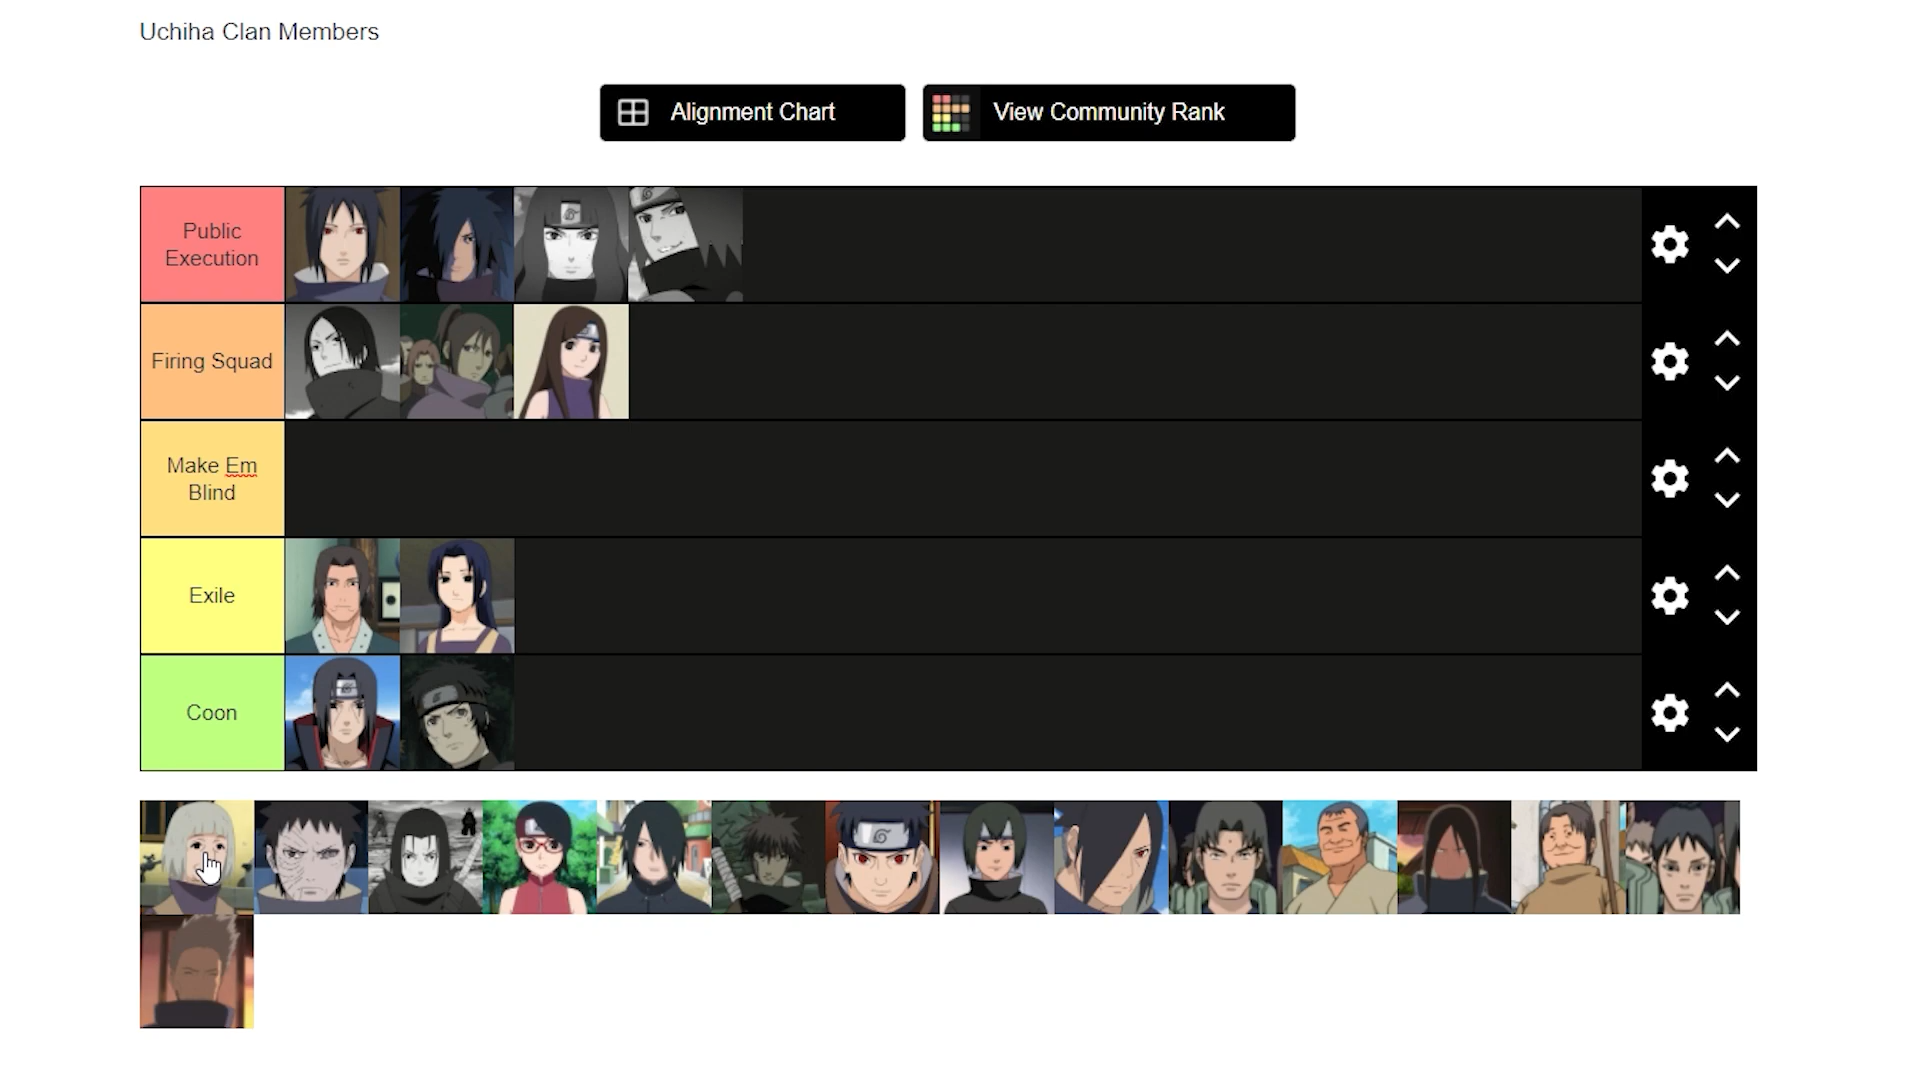 Uchiha Clan Members
Alignment Chart
View Community Rank
Public
Execution
Firing Squad
Make Em
Blind
Exile
Coon